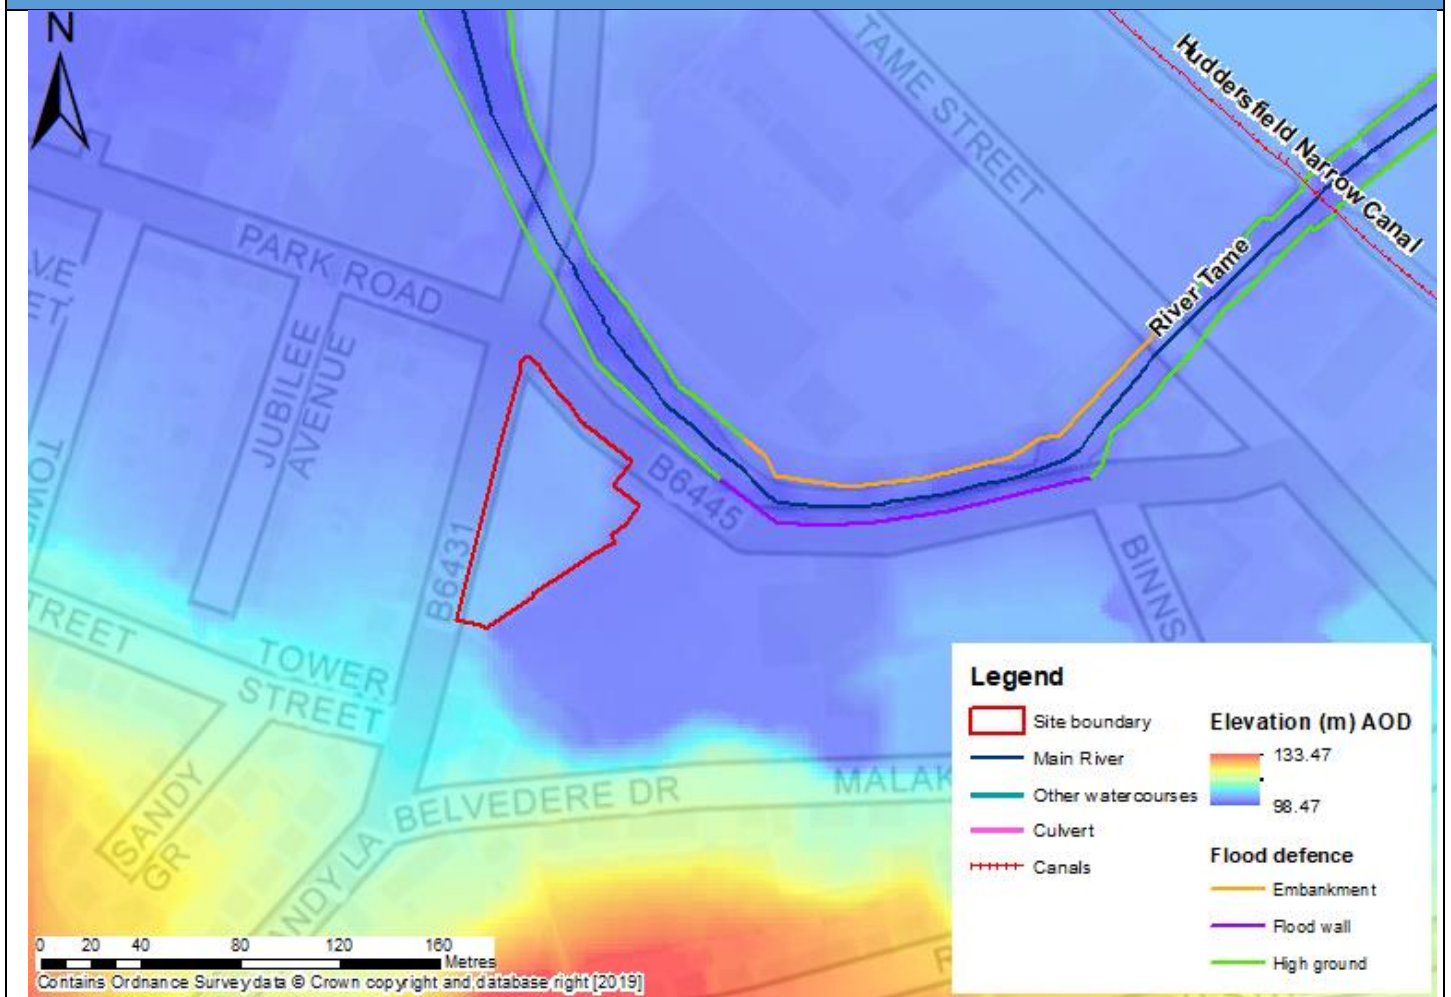 N
TAME STREET
Huddersfield Narrow Canal
River Tame
PARK ROAD
JUBILEE
AVENUE
B6431
B6445
BINNS
TREET
TOWER
STREET
SANDY
GR
ANDY LA
BELVEDERE DR
MALAK
Legend
Site boundary
Main River
Other watercourses
Culvert
Canals
Elevation (m) AOD
133.47
98.47
Flood defence
Embankment
Flood wall
High ground
0 20 40 80 120 160
Metres
Contains Ordnance Survey data © Crown copyright and database right [2019]